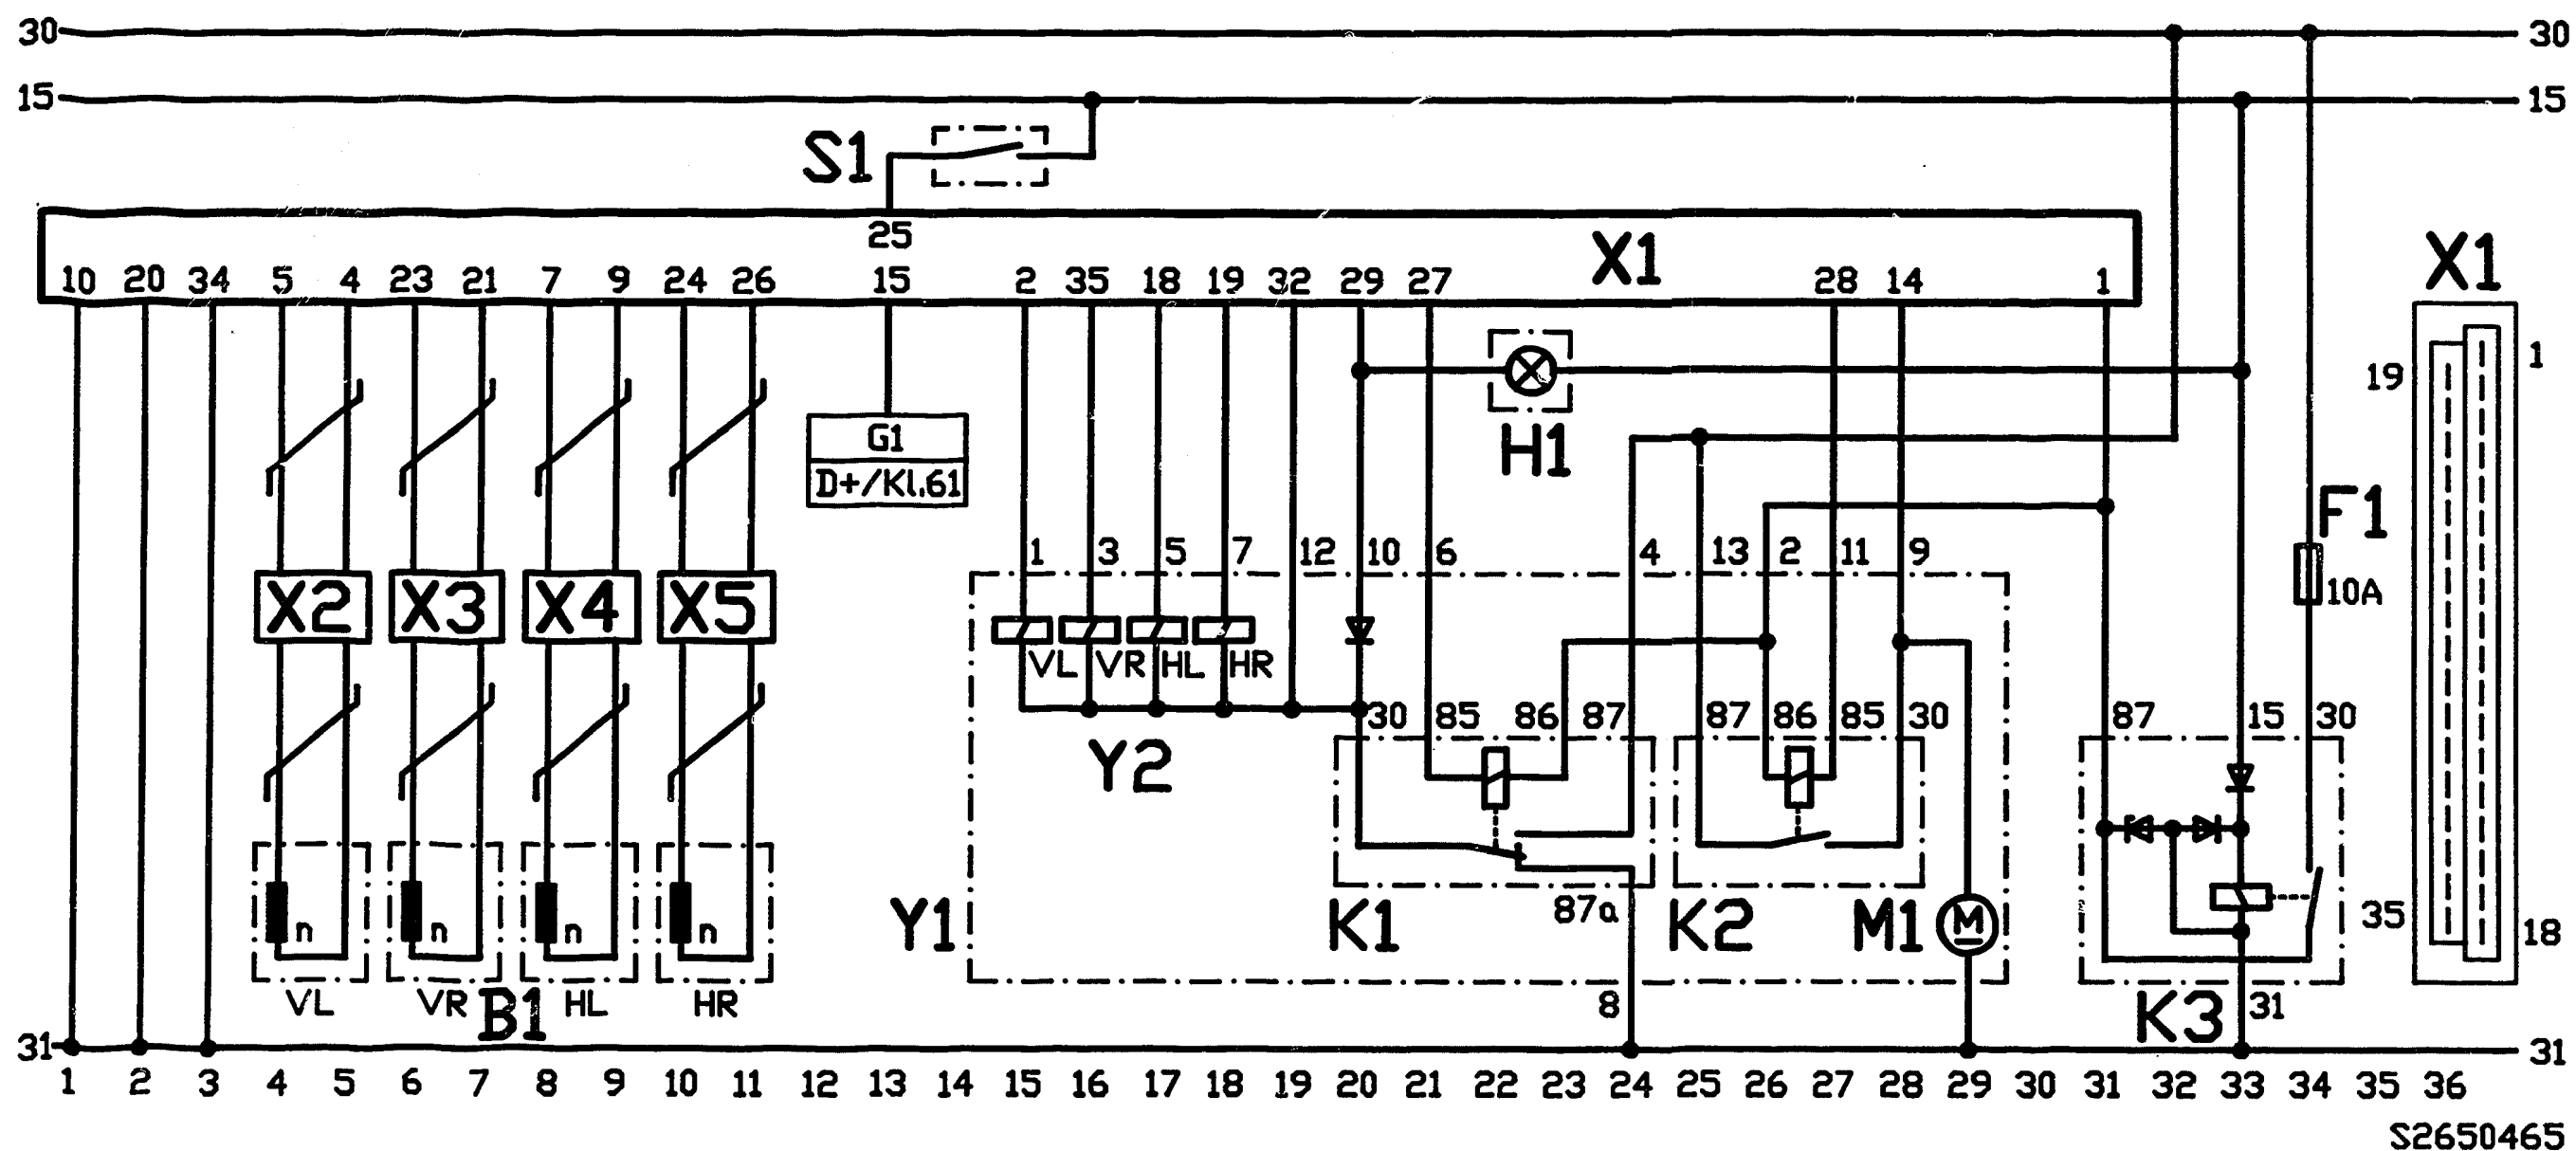 30 30
15 15
S1
25 X1 X1
10 20 34 5 4 23 21 7 9 24 26 15 2 35 18 19 32 29 27 28 14 1
1
19
G1 H1
D+/Kl.61
F1
1 3 5 7 12 10 6 4 13 2 11 9
10A
X2 X3 X4 X5
VL VR HL HR
30 85 86 87 87 86 85 30 87 15 30
Y2
n n n n Y1 K1 87a K2 M1 M 35 18
VL VR B1 HL HR 8 K3 31
31 31
1 2 3 4 5 6 7 8 9 10 11 12 13 14 15 16 17 18 19 20 21 22 23 24 25 26 27 28 29 30 31 32 33 34 35 36
S2650465